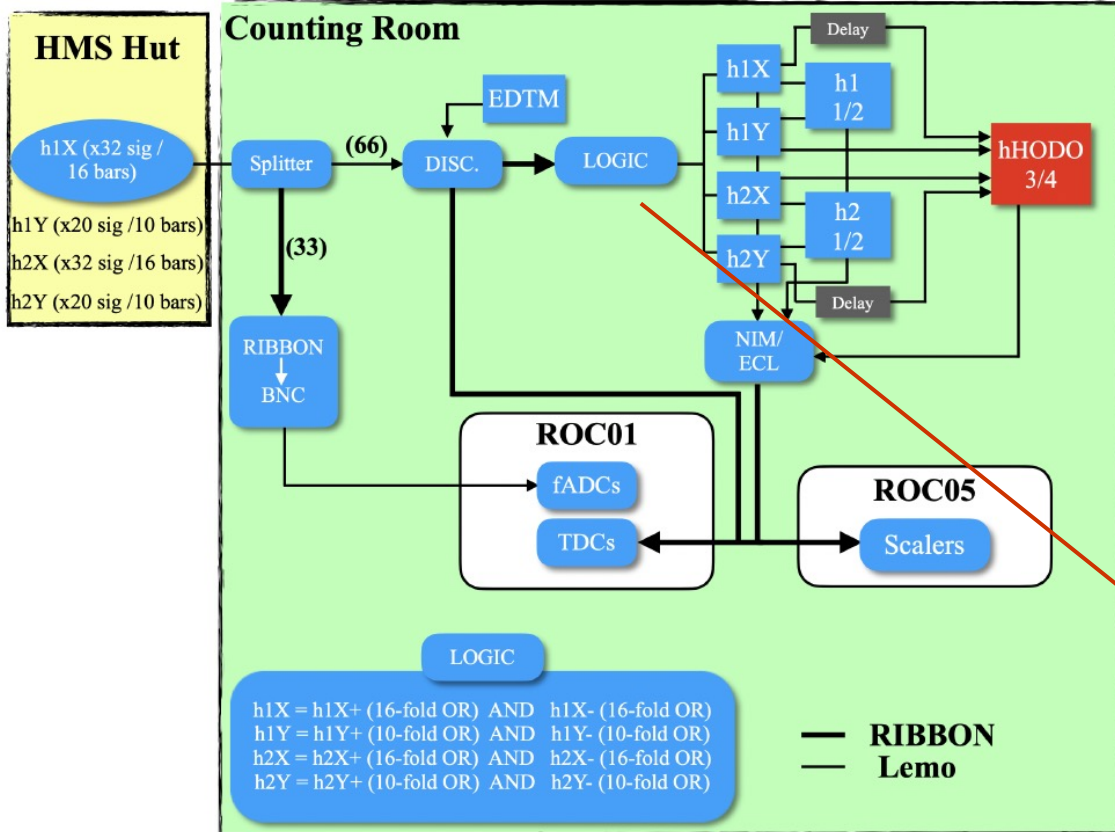 HMS Hut
h1X (x32 sig /
16 bars)
h1Y (x20 sig /10 bars)
h2X (x32 sig /16 bars)
h2Y (x20 sig /10 bars)
Counting Room
Splitter
(66)
(33)
EDTM
DISC.
LOGIC
h1X
h1Y
h2X
h2Y
Delay
h1
1/2
h2
1/2
Delay
hHODO
3/4
NIM/
ECL
RIBBON
BNC
ROC01
fADCs
TDCs
ROC05
Scalers
LOGIC
h1X = h1X+ (16-fold OR) AND h1X- (16-fold OR)
h1Y = h1Y+ (10-fold OR) AND h1Y- (10-fold OR)
h2X = h2X+ (16-fold OR) AND h2X- (16-fold OR)
h2Y = h2Y+ (10-fold OR) AND h2Y- (10-fold OR)
RIBBON
Lemo